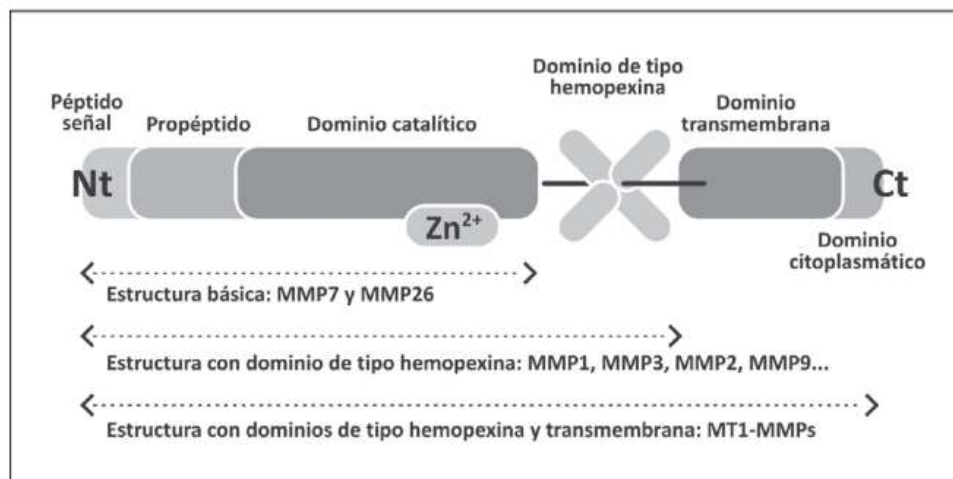 Dominio de tipo
hemopexina
Péptido
señal
Propéptido
Dominio catalítico
Dominio
transmembrana
Nt
Zn²⁺
Ct
Dominio
citoplasmático
Estructura básica: MMP7 y MMP26
Estructura con dominio de tipo hemopexina: MMP1, MMP3, MMP2, MMP9...
Estructura con dominios de tipo hemopexina y transmembrana: MT1-MMPs